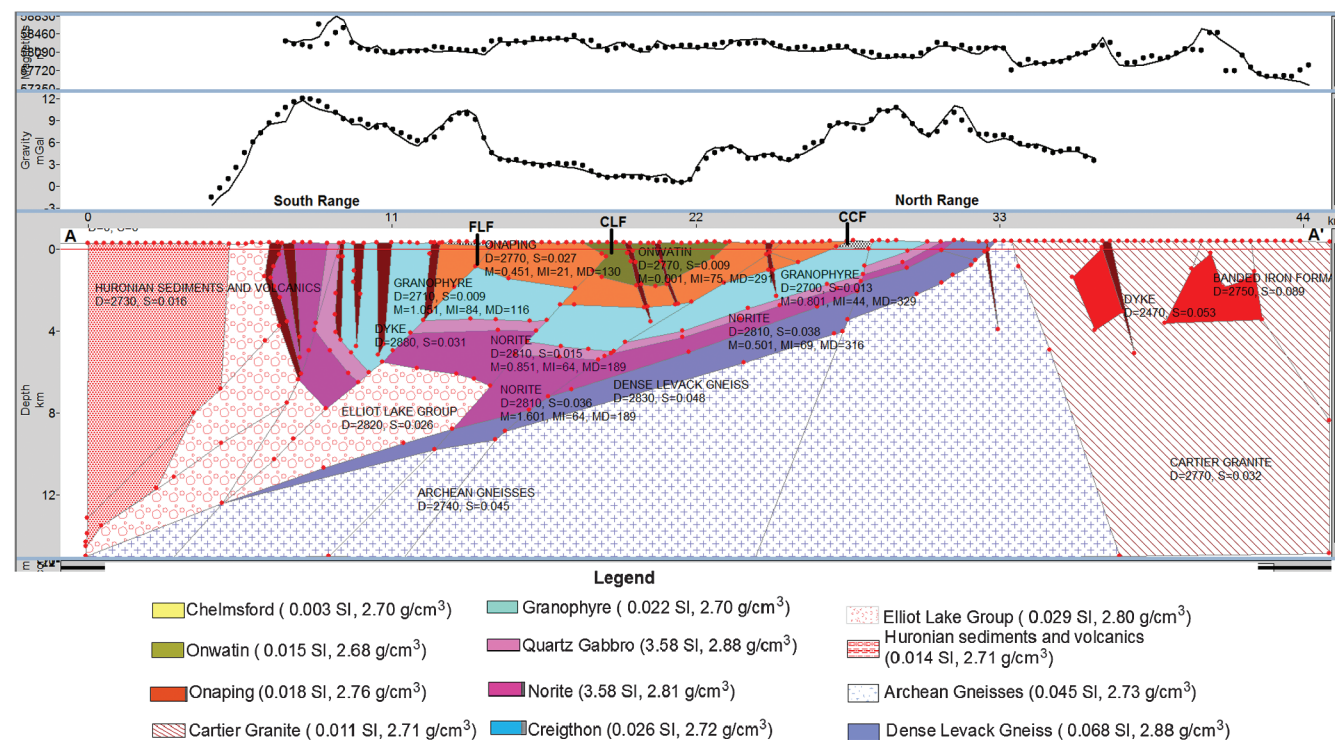 58830
58460
58090
57720
57350
Magnetics
12
9
6
3
0
-3
Gravity
mGal
South Range
North Range
0
11
22
33
44
FLF
CLF
CCF
A
A'
D=0, S=0
0
4
8
12
Depth
km
HURONIAN SEDIMENTS AND VOLCANICS
D=2730, S=0.016
GRANOPHYRE
D=2710, S=0.009
M=1.051, MI=84, MD=116
DYKE
D=2880, S=0.031
ONAPING
D=2770, S=0.027
M=0.451, MI=21, MD=130
ONWATIN
D=2770, S=0.009
M=0.001, MI=75, MD=291
GRANOPHYRE
D=2700, S=0.013
M=0.801, MI=44, MD=329
NORITE
D=2810, S=0.038
M=0.501, MI=69, MD=316
NORITE
D=2810, S=0.015
M=0.851, MI=64, MD=189
NORITE
D=2810, S=0.036
M=1.601, MI=64, MD=189
DENSE LEVACK GNEISS
D=2830, S=0.048
ELLIOT LAKE GROUP
D=2820, S=0.026
ARCHEAN GNEISSES
D=2740, S=0.045
DYKE
D=2470, S=0.053
BANDED IRON FORMA
D=2750, S=0.089
CARTIER GRANITE
D=2770, S=0.032
Legend
Chelmsford ( 0.003 SI, 2.70 g/cm³)
Onwatin ( 0.015 SI, 2.68 g/cm³)
Onaping (0.018 SI, 2.76 g/cm³)
Cartier Granite ( 0.011 SI, 2.71 g/cm³)
Granophyre ( 0.022 SI, 2.70 g/cm³)
Quartz Gabbro (3.58 SI, 2.88 g/cm³)
Norite (3.58 SI, 2.81 g/cm³)
Creigthon (0.026 SI, 2.72 g/cm³)
Elliot Lake Group ( 0.029 SI, 2.80 g/cm³)
Huronian sediments and volcanics
(0.014 SI, 2.71 g/cm³)
Archean Gneisses (0.045 SI, 2.73 g/cm³)
Dense Levack Gneiss ( 0.068 SI, 2.88 g/cm³)